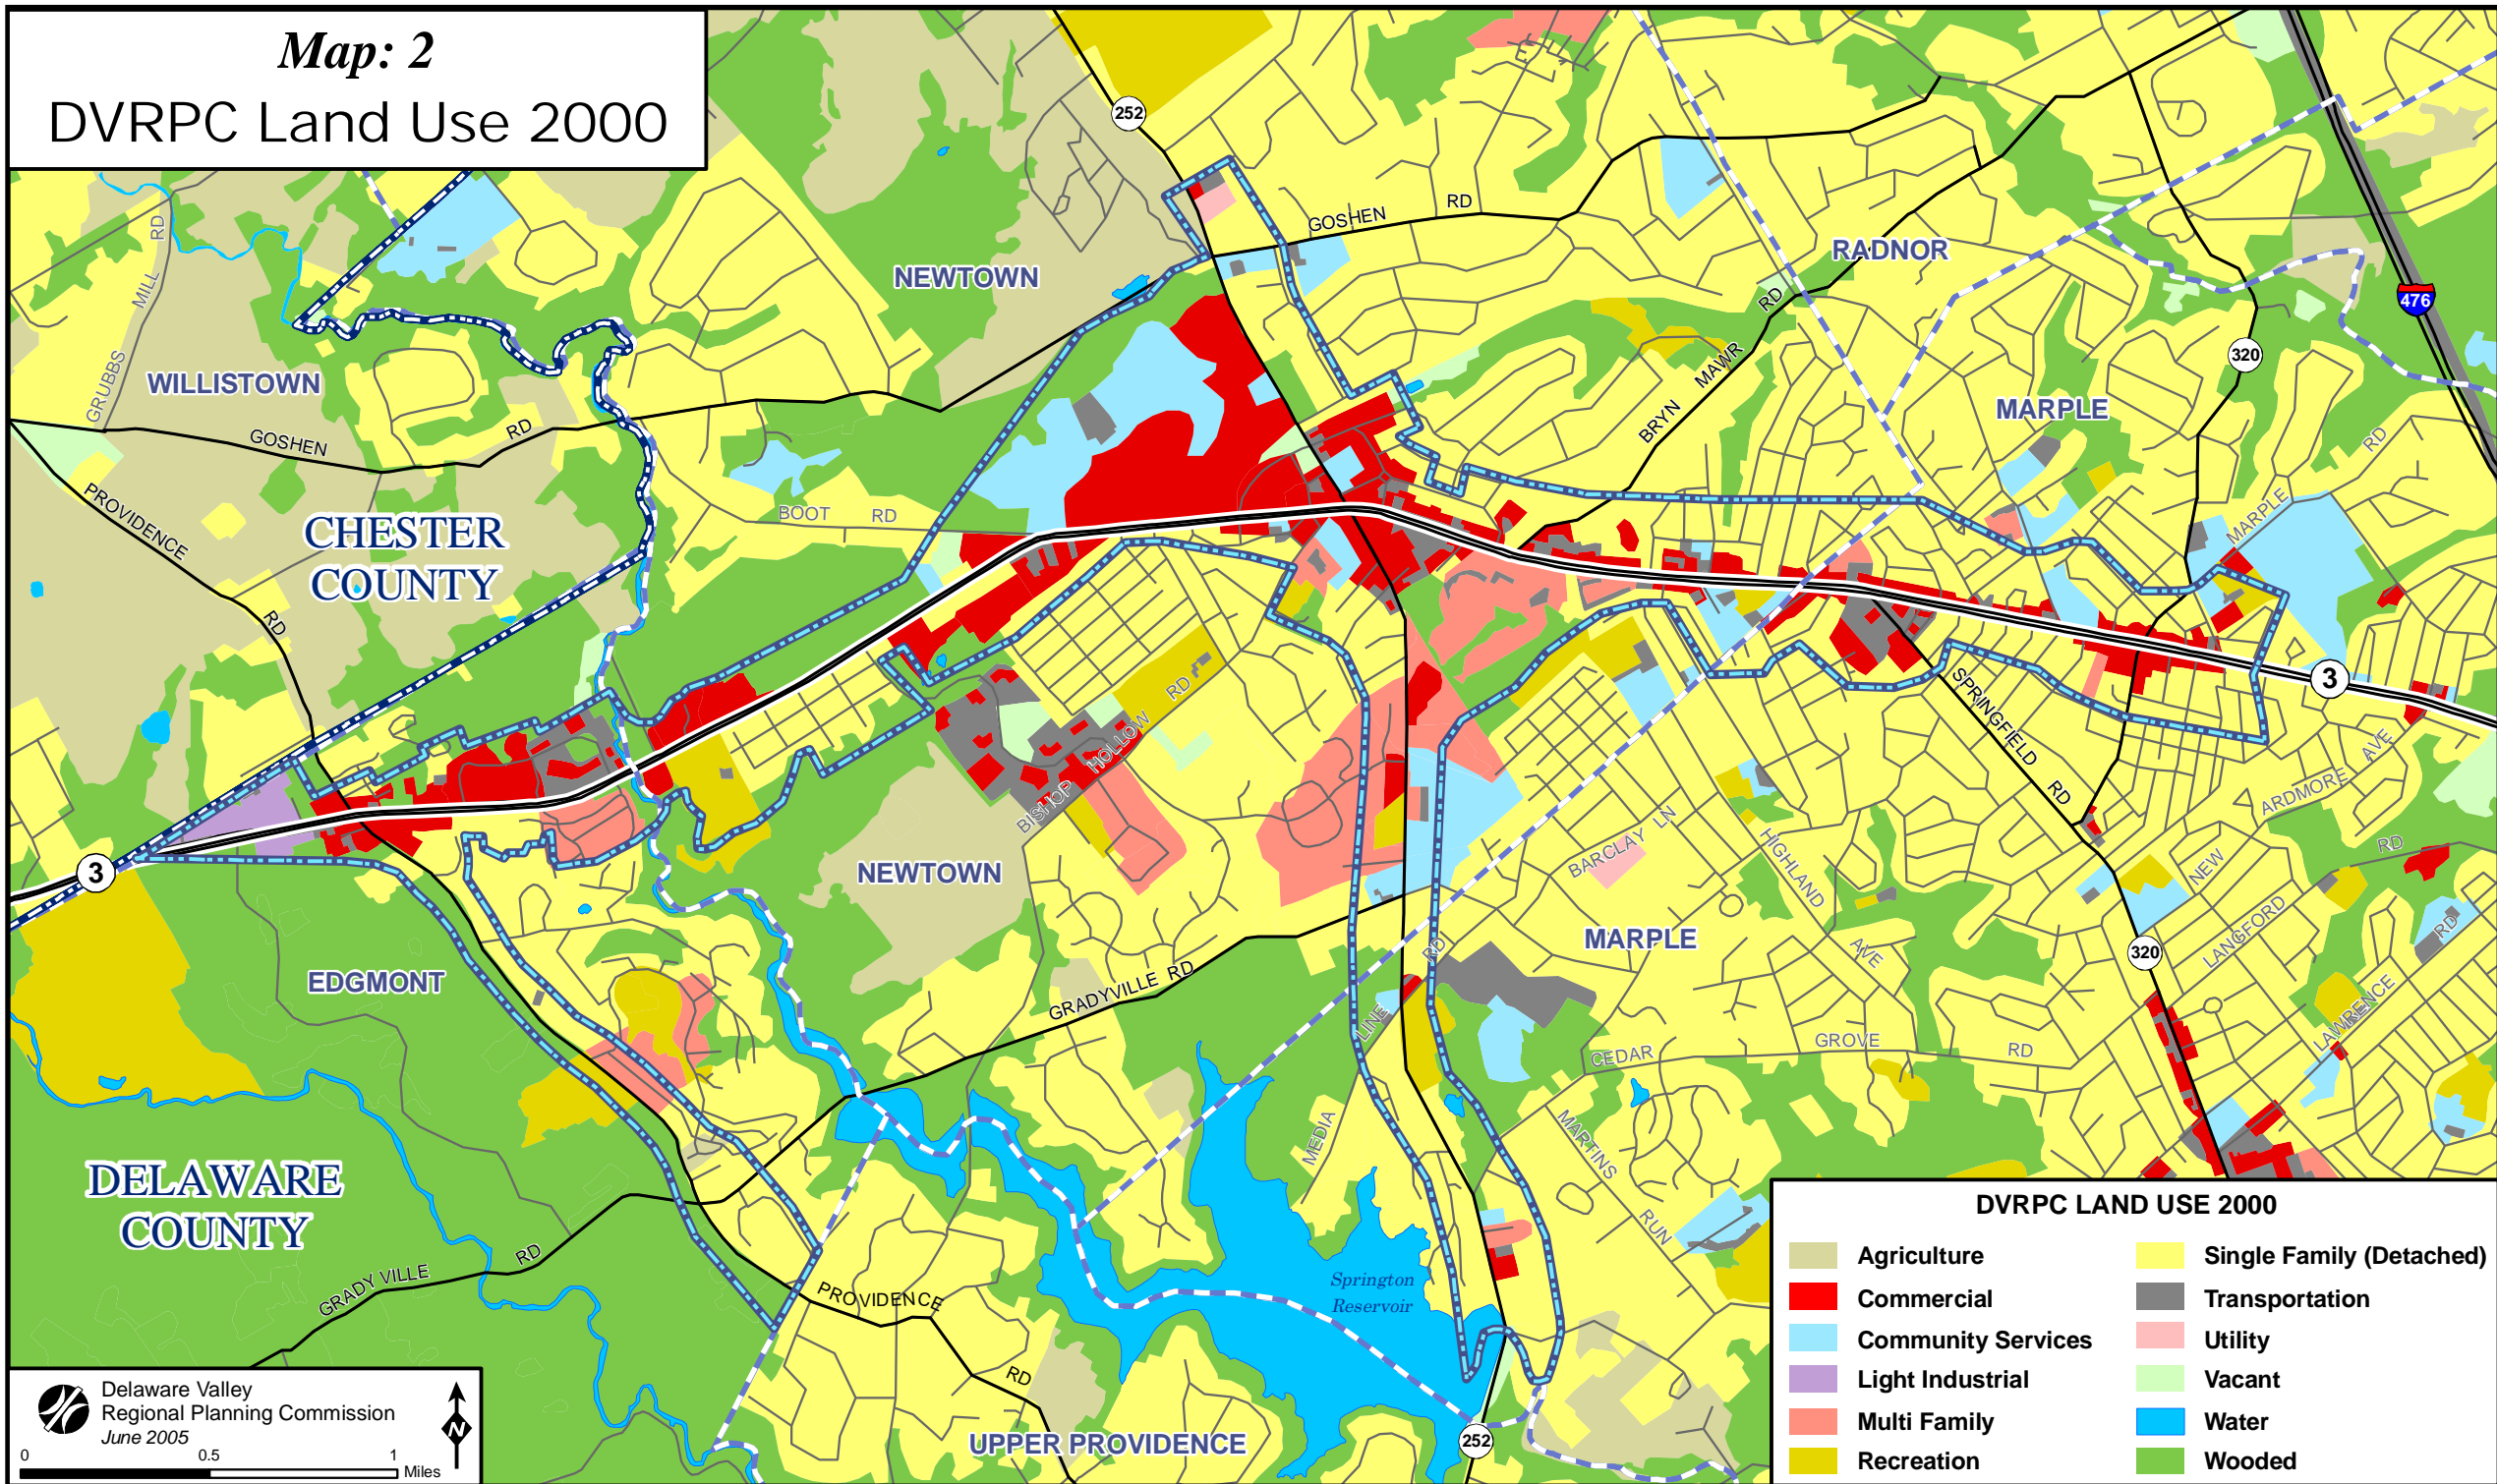 Map: 2
DVRPC Land Use 2000
252
GOSHEN
RD
RADNOR
NEWTOWN
476
320
MILL
RD
GRUBBS
WILLISTOWN
GOSHEN
RD
BRYN
MAWR
RD
MARPLE
RD
MARPLE
PROVIDENCE
RD
CHESTER
COUNTY
BOOT
RD
3
SPRINGFIELD
RD
ARDMORE
AVE
BISHOP
HOLLOW
RD
NEWTOWN
BARCLAY
LN
HIGHLAND
AVE
MARPLE
NEW
RD
LANGFORD
RD
LAWRENCE
320
3
EDGMONT
GRADYVILLE
RD
LINE
RD
MEDIA
CEDAR
GROVE
RD
MARTINS
RUN
DELAWARE
COUNTY
GRADY VILLE
RD
PROVIDENCE
RD
Springton
Reservoir
UPPER PROVIDENCE
252
Delaware Valley
Regional Planning Commission
June 2005
0
0.5
1
Miles
N
DVRPC LAND USE 2000
Agriculture
Commercial
Community Services
Light Industrial
Multi Family
Recreation
Single Family (Detached)
Transportation
Utility
Vacant
Water
Wooded